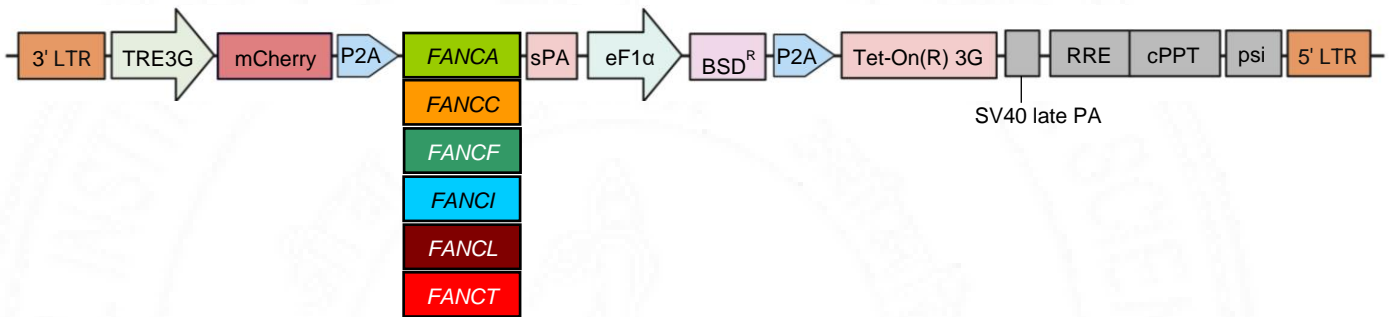 3' LTR
TRE3G
mCherry
P2A
FANCA
sPA
eF1α
BSDᴿ
P2A
Tet-On(R) 3G
RRE
cPPT
psi
5' LTR
SV40 late PA
FANCC
FANCF
FANCI
FANCL
FANCT